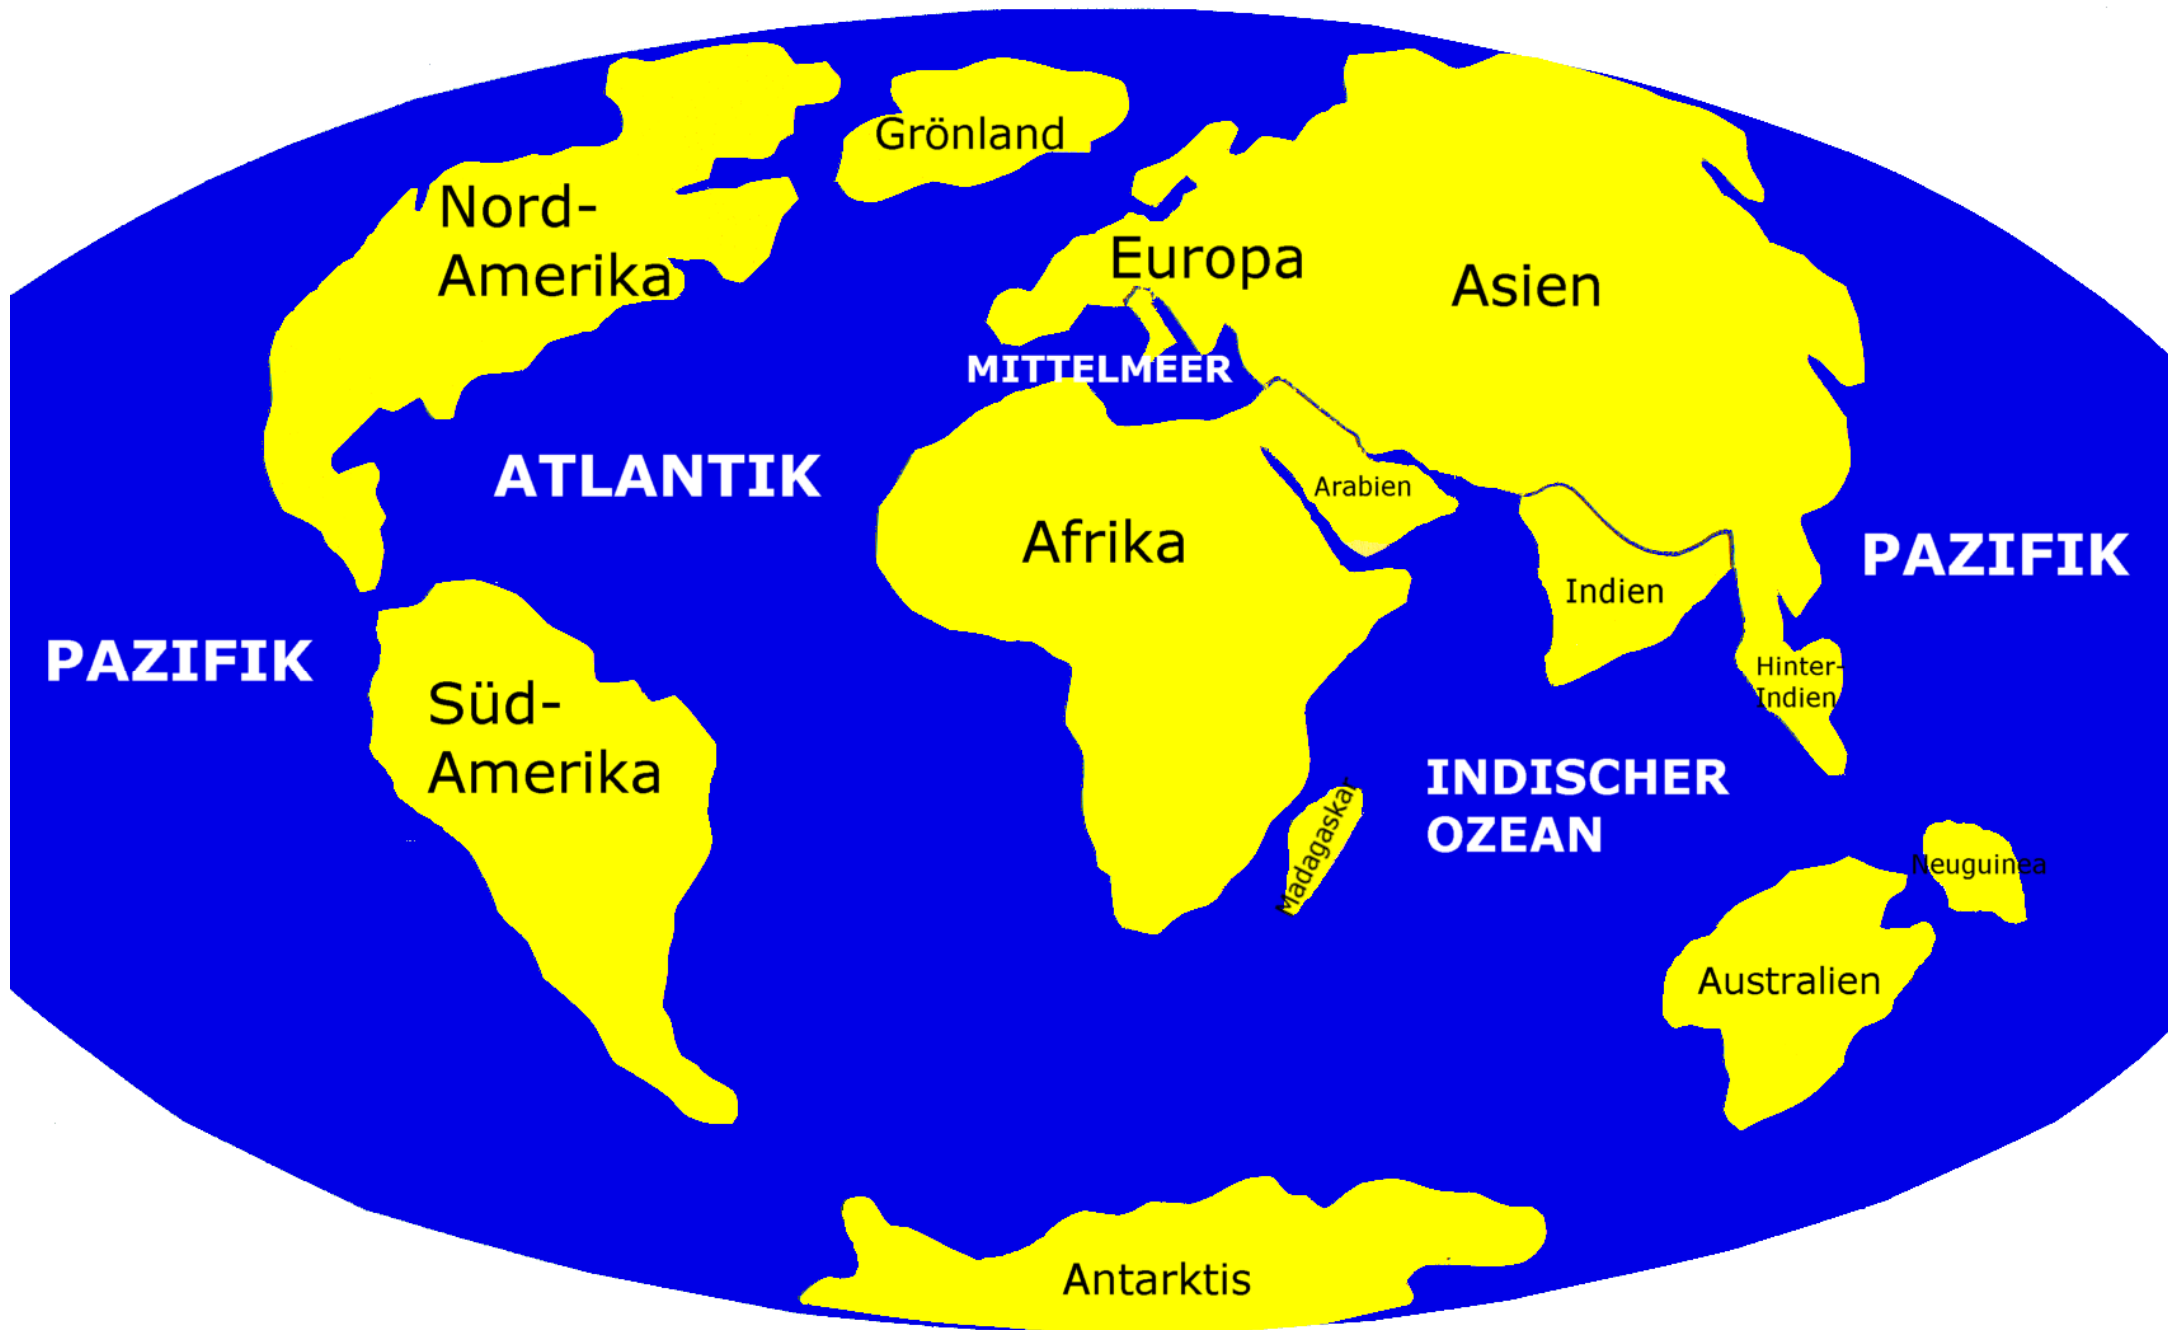 Grönland
Nord-
Amerika
Europa
Asien
MITTELMEER
ATLANTIK
Arabien
Afrika
PAZIFIK
Indien
PAZIFIK
Hinter-
Indien
Süd-
Amerika
INDISCHER
OZEAN
Madagaskar
Neuguinea
Australien
Antarktis